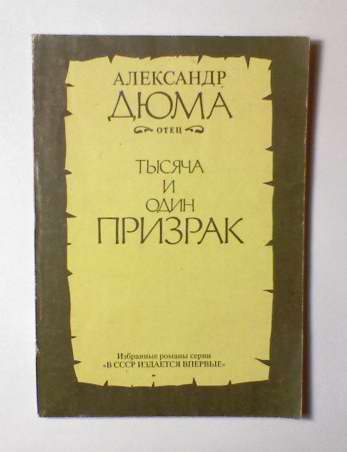 АЛЕКСАНДР
ДЮМА
ОТЕЦ
ТЫСЯЧА
И
ОДИН
ПРИЗРАК
Избранные романы серии
«В СССР ИЗДАЕТСЯ ВПЕРВЫЕ»